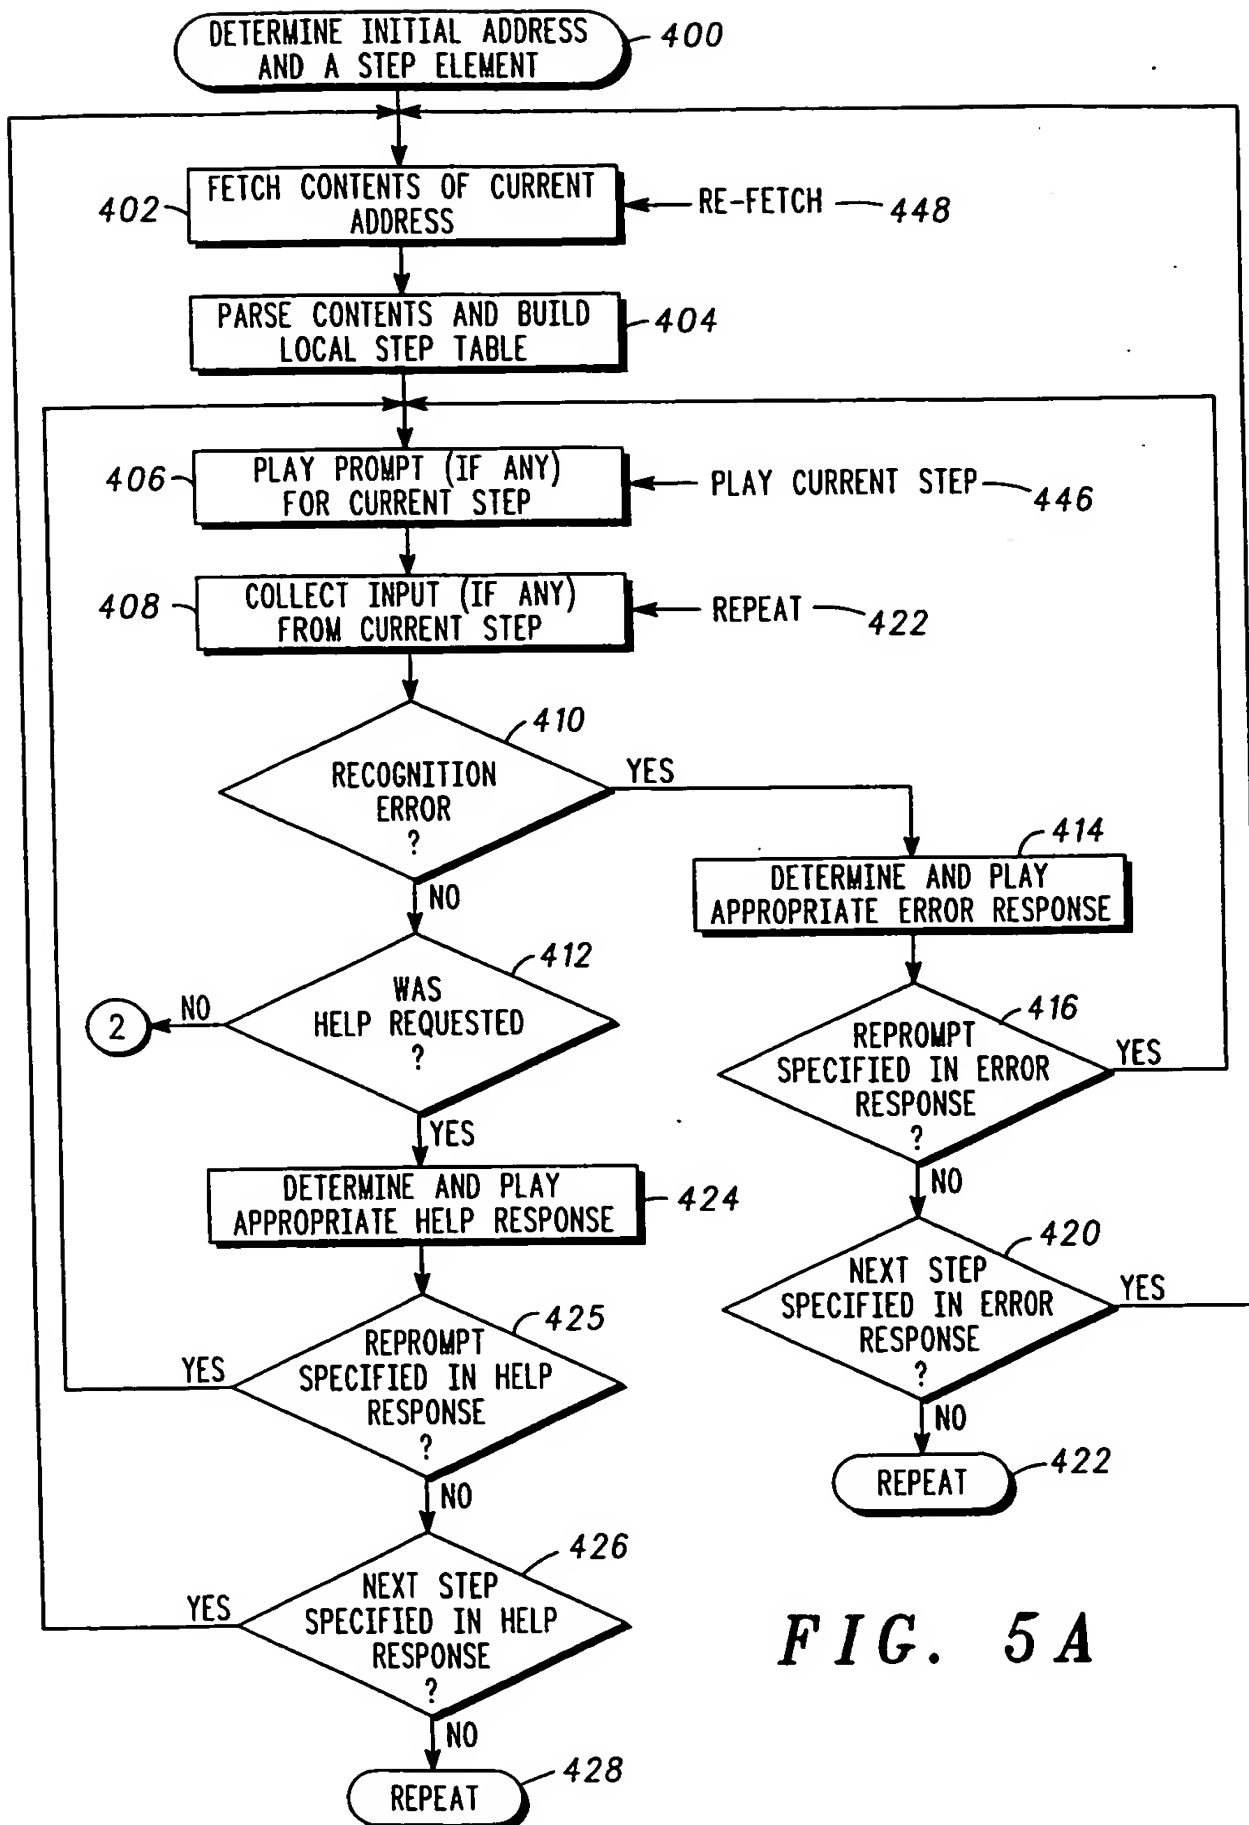 DETERMINE INITIAL ADDRESS
AND A STEP ELEMENT
400
402
FETCH CONTENTS OF CURRENT
ADDRESS
RE-FETCH
448
PARSE CONTENTS AND BUILD
LOCAL STEP TABLE
404
406
PLAY PROMPT (IF ANY)
FOR CURRENT STEP
PLAY CURRENT STEP
446
408
COLLECT INPUT (IF ANY)
FROM CURRENT STEP
REPEAT
422
410
RECOGNITION
ERROR
?
YES
NO
414
DETERMINE AND PLAY
APPROPRIATE ERROR RESPONSE
412
WAS
HELP REQUESTED
?
NO
2
YES
416
REPROMPT
SPECIFIED IN ERROR
RESPONSE
?
YES
NO
DETERMINE AND PLAY
APPROPRIATE HELP RESPONSE
424
420
NEXT STEP
SPECIFIED IN ERROR
RESPONSE
?
YES
NO
REPEAT
422
425
REPROMPT
SPECIFIED IN HELP
RESPONSE
?
YES
NO
426
NEXT STEP
SPECIFIED IN HELP
RESPONSE
?
YES
NO
REPEAT
428
FIG. 5A